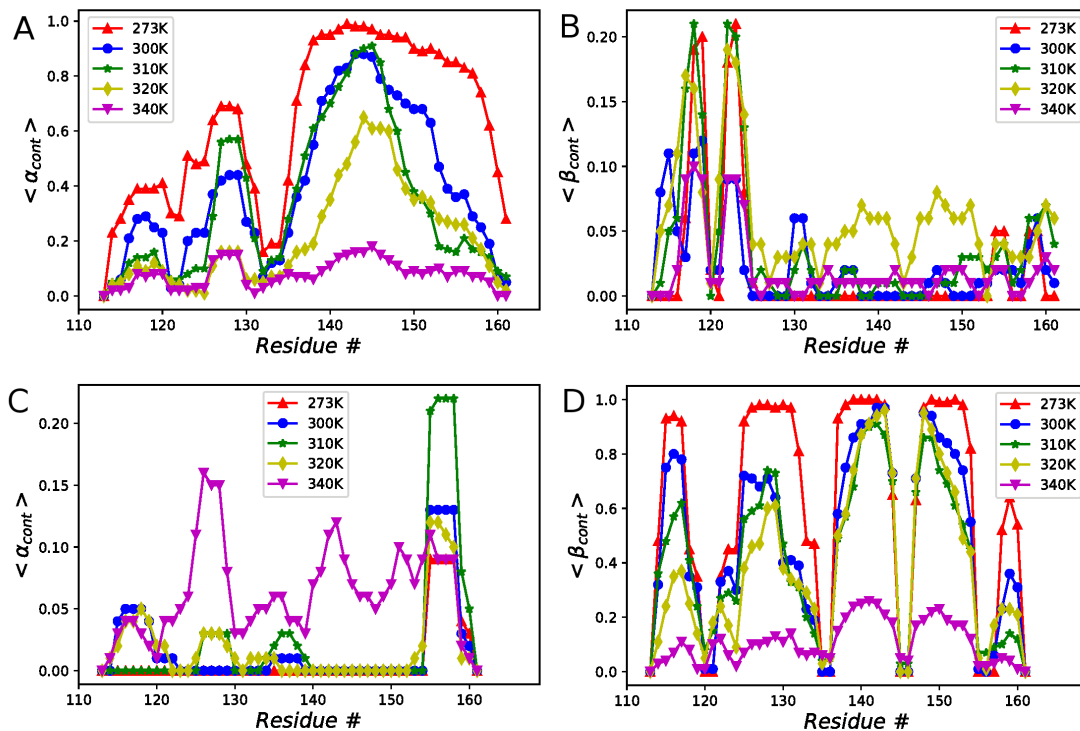 A
273K
300K
310K
320K
340K
< α_cont >
1.0
0.8
0.6
0.4
0.2
0.0
110 120 130 140 150 160
Residue #
B
273K
300K
310K
320K
340K
< β_cont >
0.20
0.15
0.10
0.05
0.00
110 120 130 140 150 160
Residue #
C
273K
300K
310K
320K
340K
< α_cont >
0.20
0.15
0.10
0.05
0.00
110 120 130 140 150 160
Residue #
D
273K
300K
310K
320K
340K
< β_cont >
1.0
0.8
0.6
0.4
0.2
0.0
110 120 130 140 150 160
Residue #